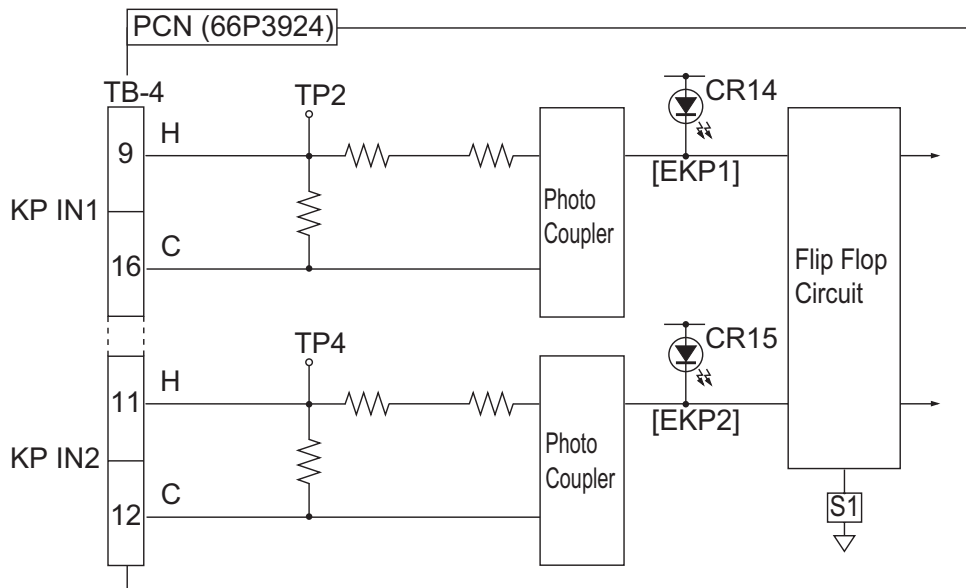 PCN (66P3924)
TB-4
TP2
CR14
H
9
[EKP1]
KP IN1
Photo
Coupler
C
16
Flip Flop
Circuit
TP4
CR15
H
11
[EKP2]
KP IN2
Photo
Coupler
C
12
S1